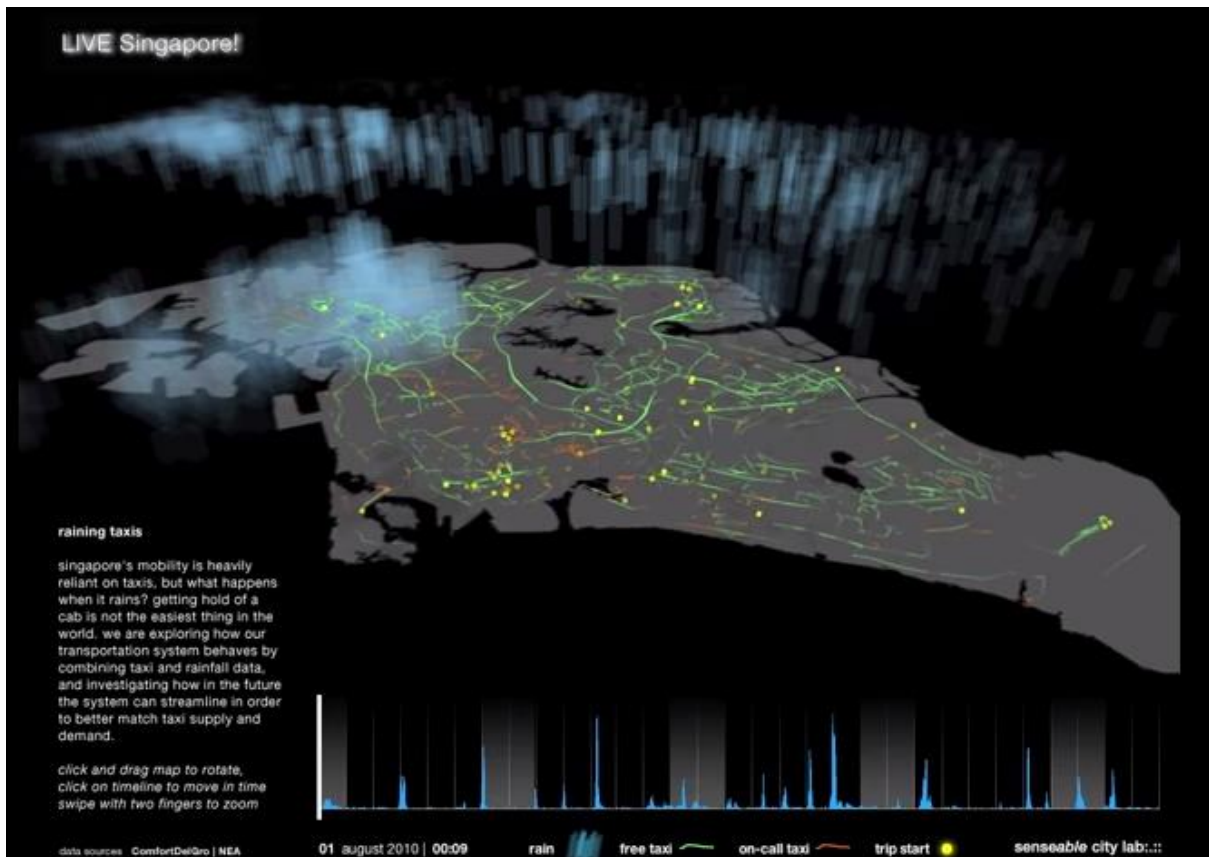 LIVE Singapore!
raining taxis
singapore's mobility is heavily
reliant on taxis, but what happens
when it rains? getting hold of a
cab is not the easiest thing in the
world. we are exploring how our
transportation system behaves by
combining taxi and rainfall data,
and investigating how in the future
the system can streamline in order
to better match taxi supply and
demand.
click and drag map to rotate,
click on timeline to move in time
swipe with two fingers to zoom
data sources ComfortDelGro | NEA
01 august 2010 | 00:09 rain free taxi on-call taxi trip start senseable city lab:.::